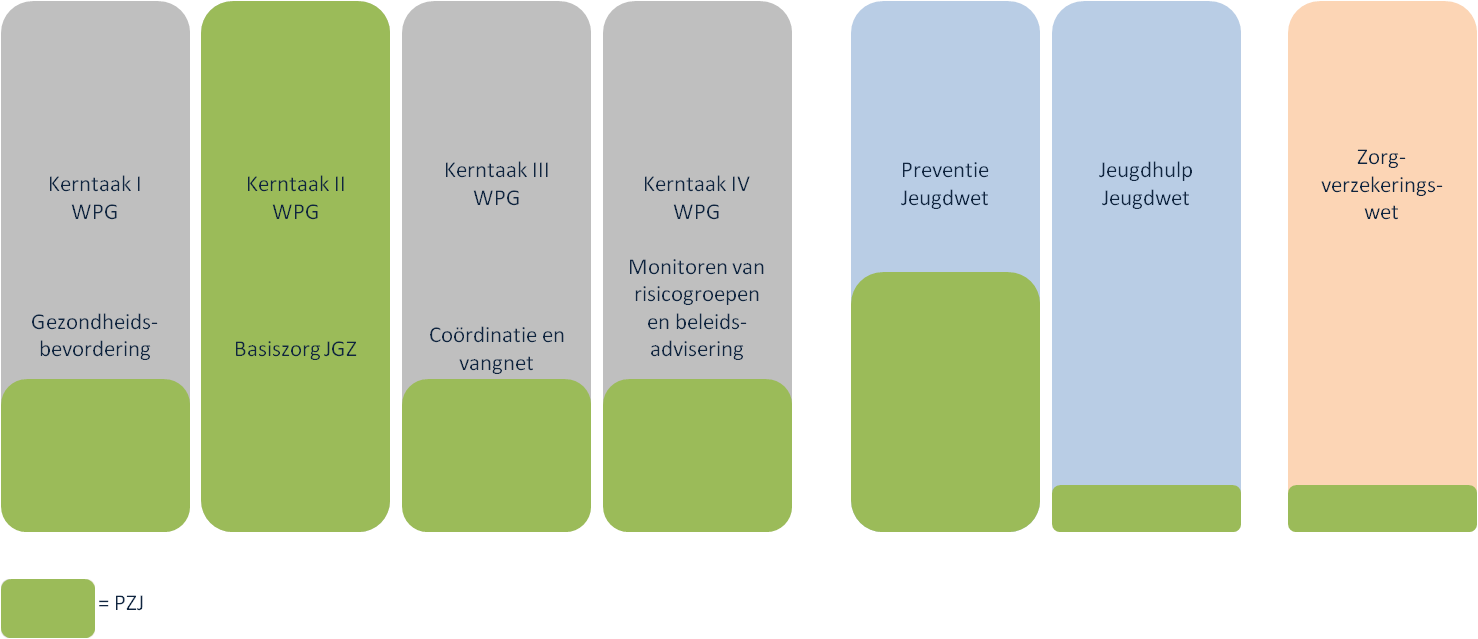 Kerntaak I
WPG
Gezondheids-
bevordering
Kerntaak II
WPG
Basiszorg JGZ
Kerntaak III
WPG
Coördinatie en
vangnet
Kerntaak IV
WPG
Monitoren van
risicogroepen
en beleids-
advisering
Preventie
Jeugdwet
Jeugdhulp
Jeugdwet
Zorg-
verzekerings-
wet
= PZJ